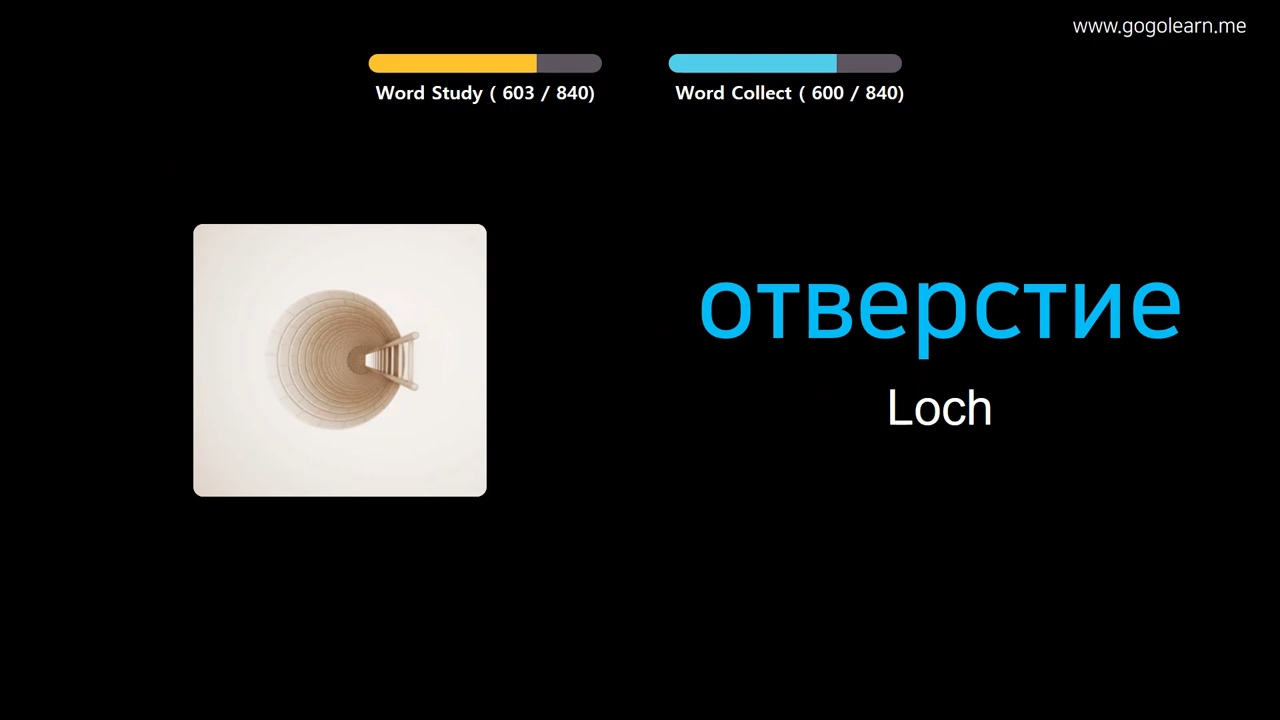 www.gogolearn.me
Word Study ( 603 / 840)
Word Collect ( 600 / 840)
отверстие
Loch